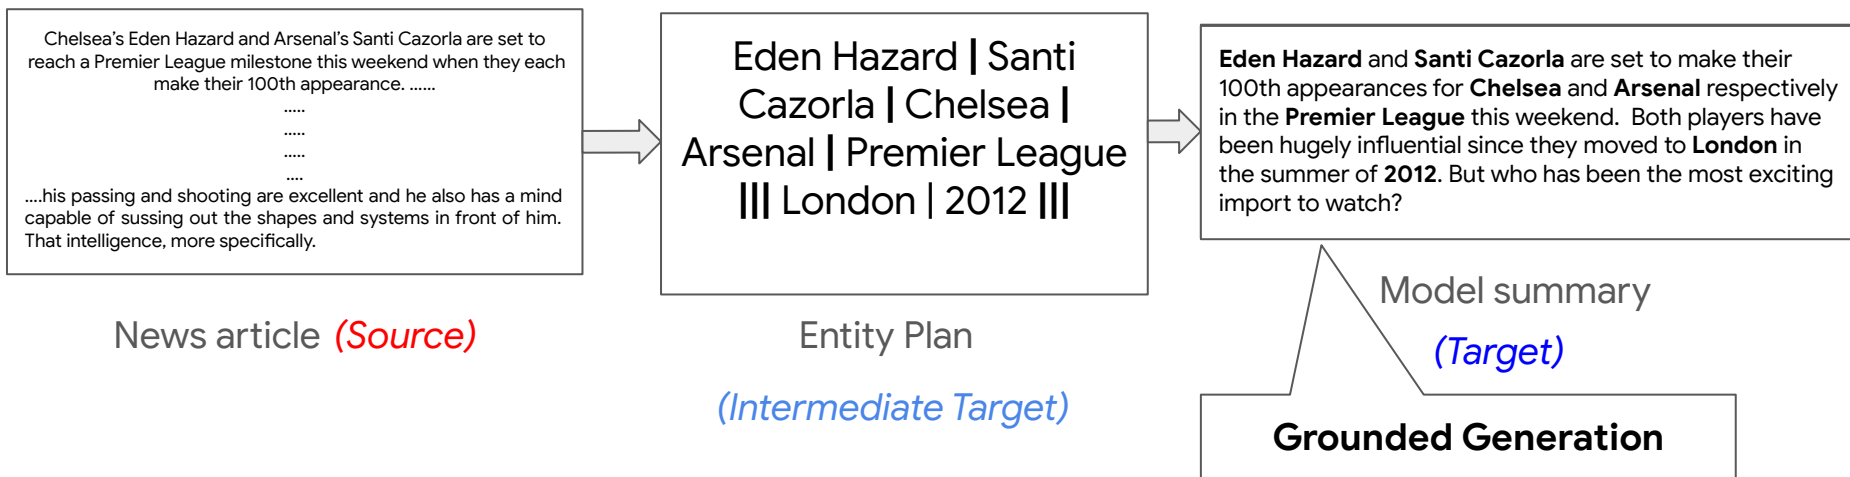 Chelsea's Eden Hazard and Arsenal's Santi Cazorla are set to
reach a Premier League milestone this weekend when they each
make their 100th appearance. ......
.....
.....
.....
....
....his passing and shooting are excellent and he also has a mind
capable of sussing out the shapes and systems in front of him.
That intelligence, more specifically.
News article (Source)
Eden Hazard | Santi
Cazorla | Chelsea |
Arsenal | Premier League
||| London | 2012 |||
Entity Plan
(Intermediate Target)
Eden Hazard and Santi Cazorla are set to make their
100th appearances for Chelsea and Arsenal respectively
in the Premier League this weekend. Both players have
been hugely influential since they moved to London in
the summer of 2012. But who has been the most exciting
import to watch?
Model summary
(Target)
Grounded Generation